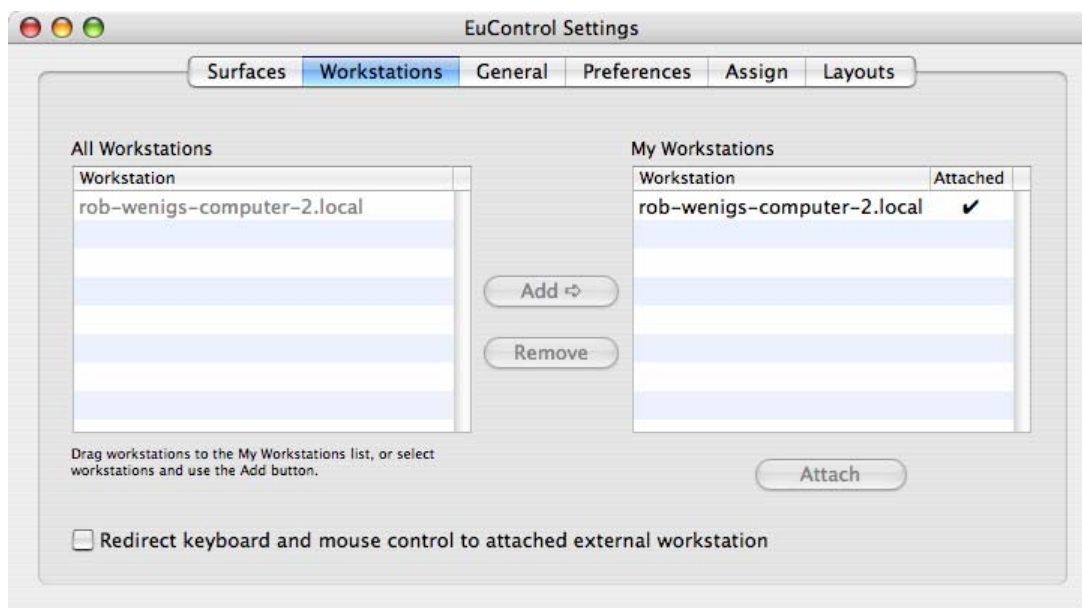 EuControl Settings
Surfaces Workstations General Preferences Assign Layouts
All Workstations
Workstation
rob-wenigs-computer-2.local
My Workstations
Workstation Attached
rob-wenigs-computer-2.local ✔
Add ⇨
Remove
Drag workstations to the My Workstations list, or select
workstations and use the Add button.
Attach
Redirect keyboard and mouse control to attached external workstation